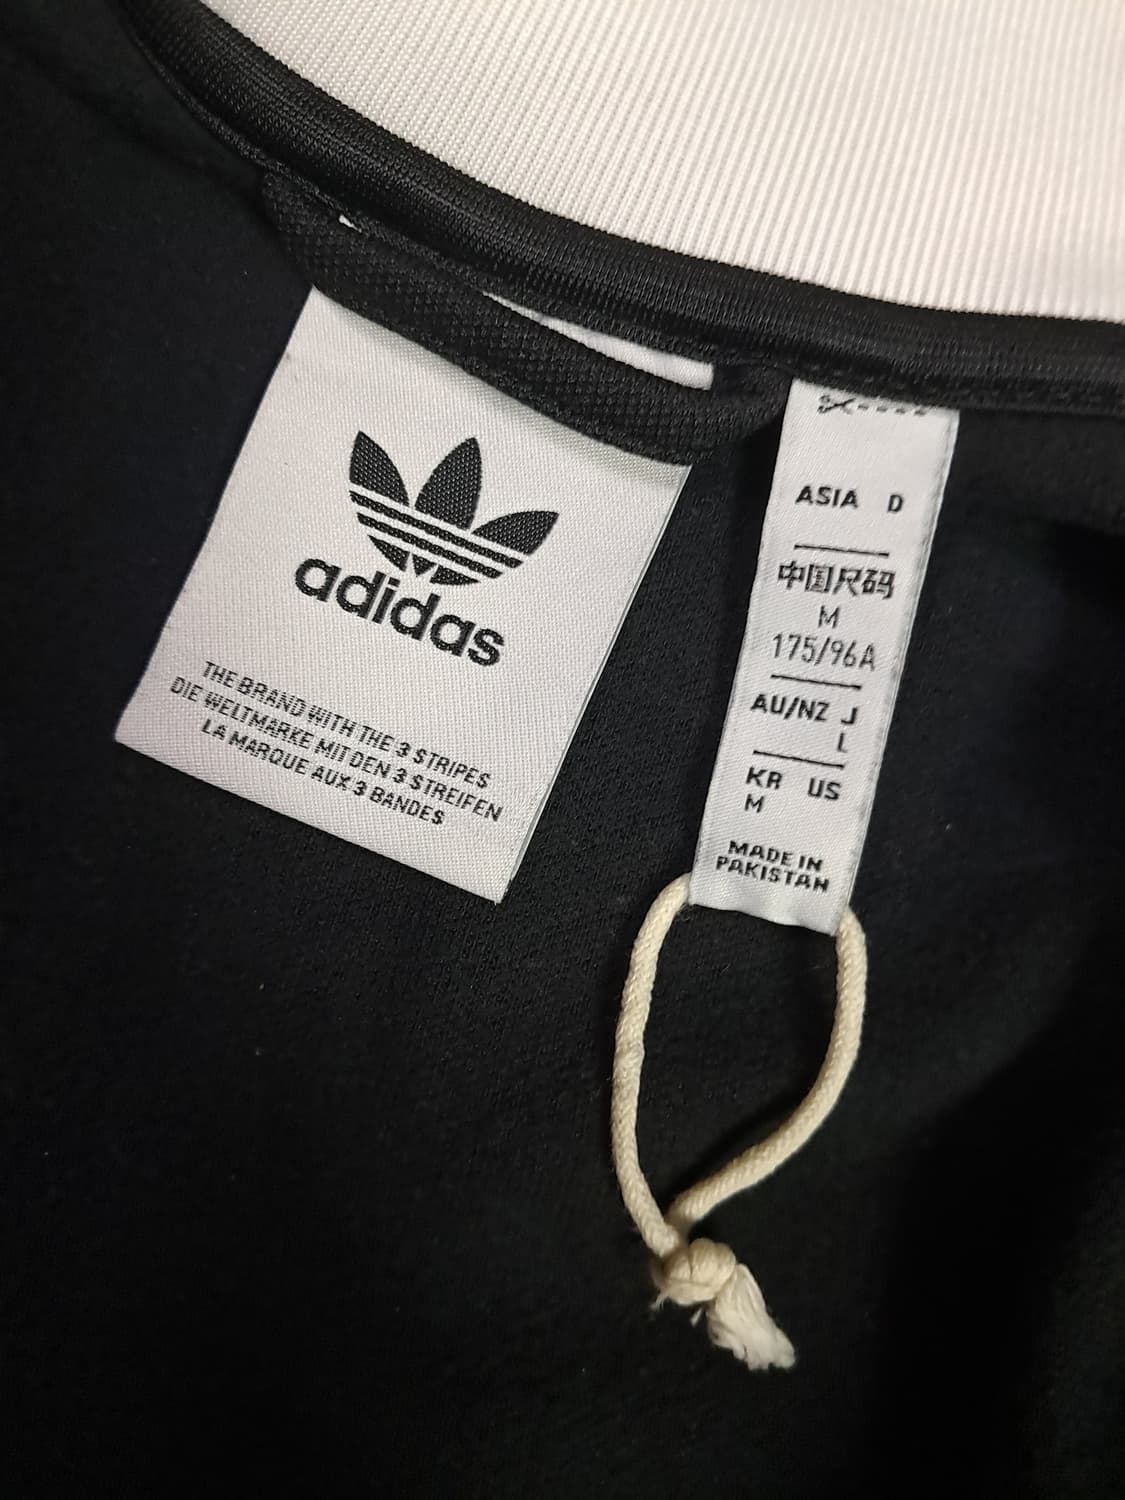 adidas
THE BRAND WITH THE 3 STRIPES
DIE WELTMARKE MIT DEN 3 STREIFEN
LA MARQUE AUX 3 BANDES
ASIA D
中国尺码
M
175/96A
AU/NZ J
L
KR US
M
MADE IN
PAKISTAN